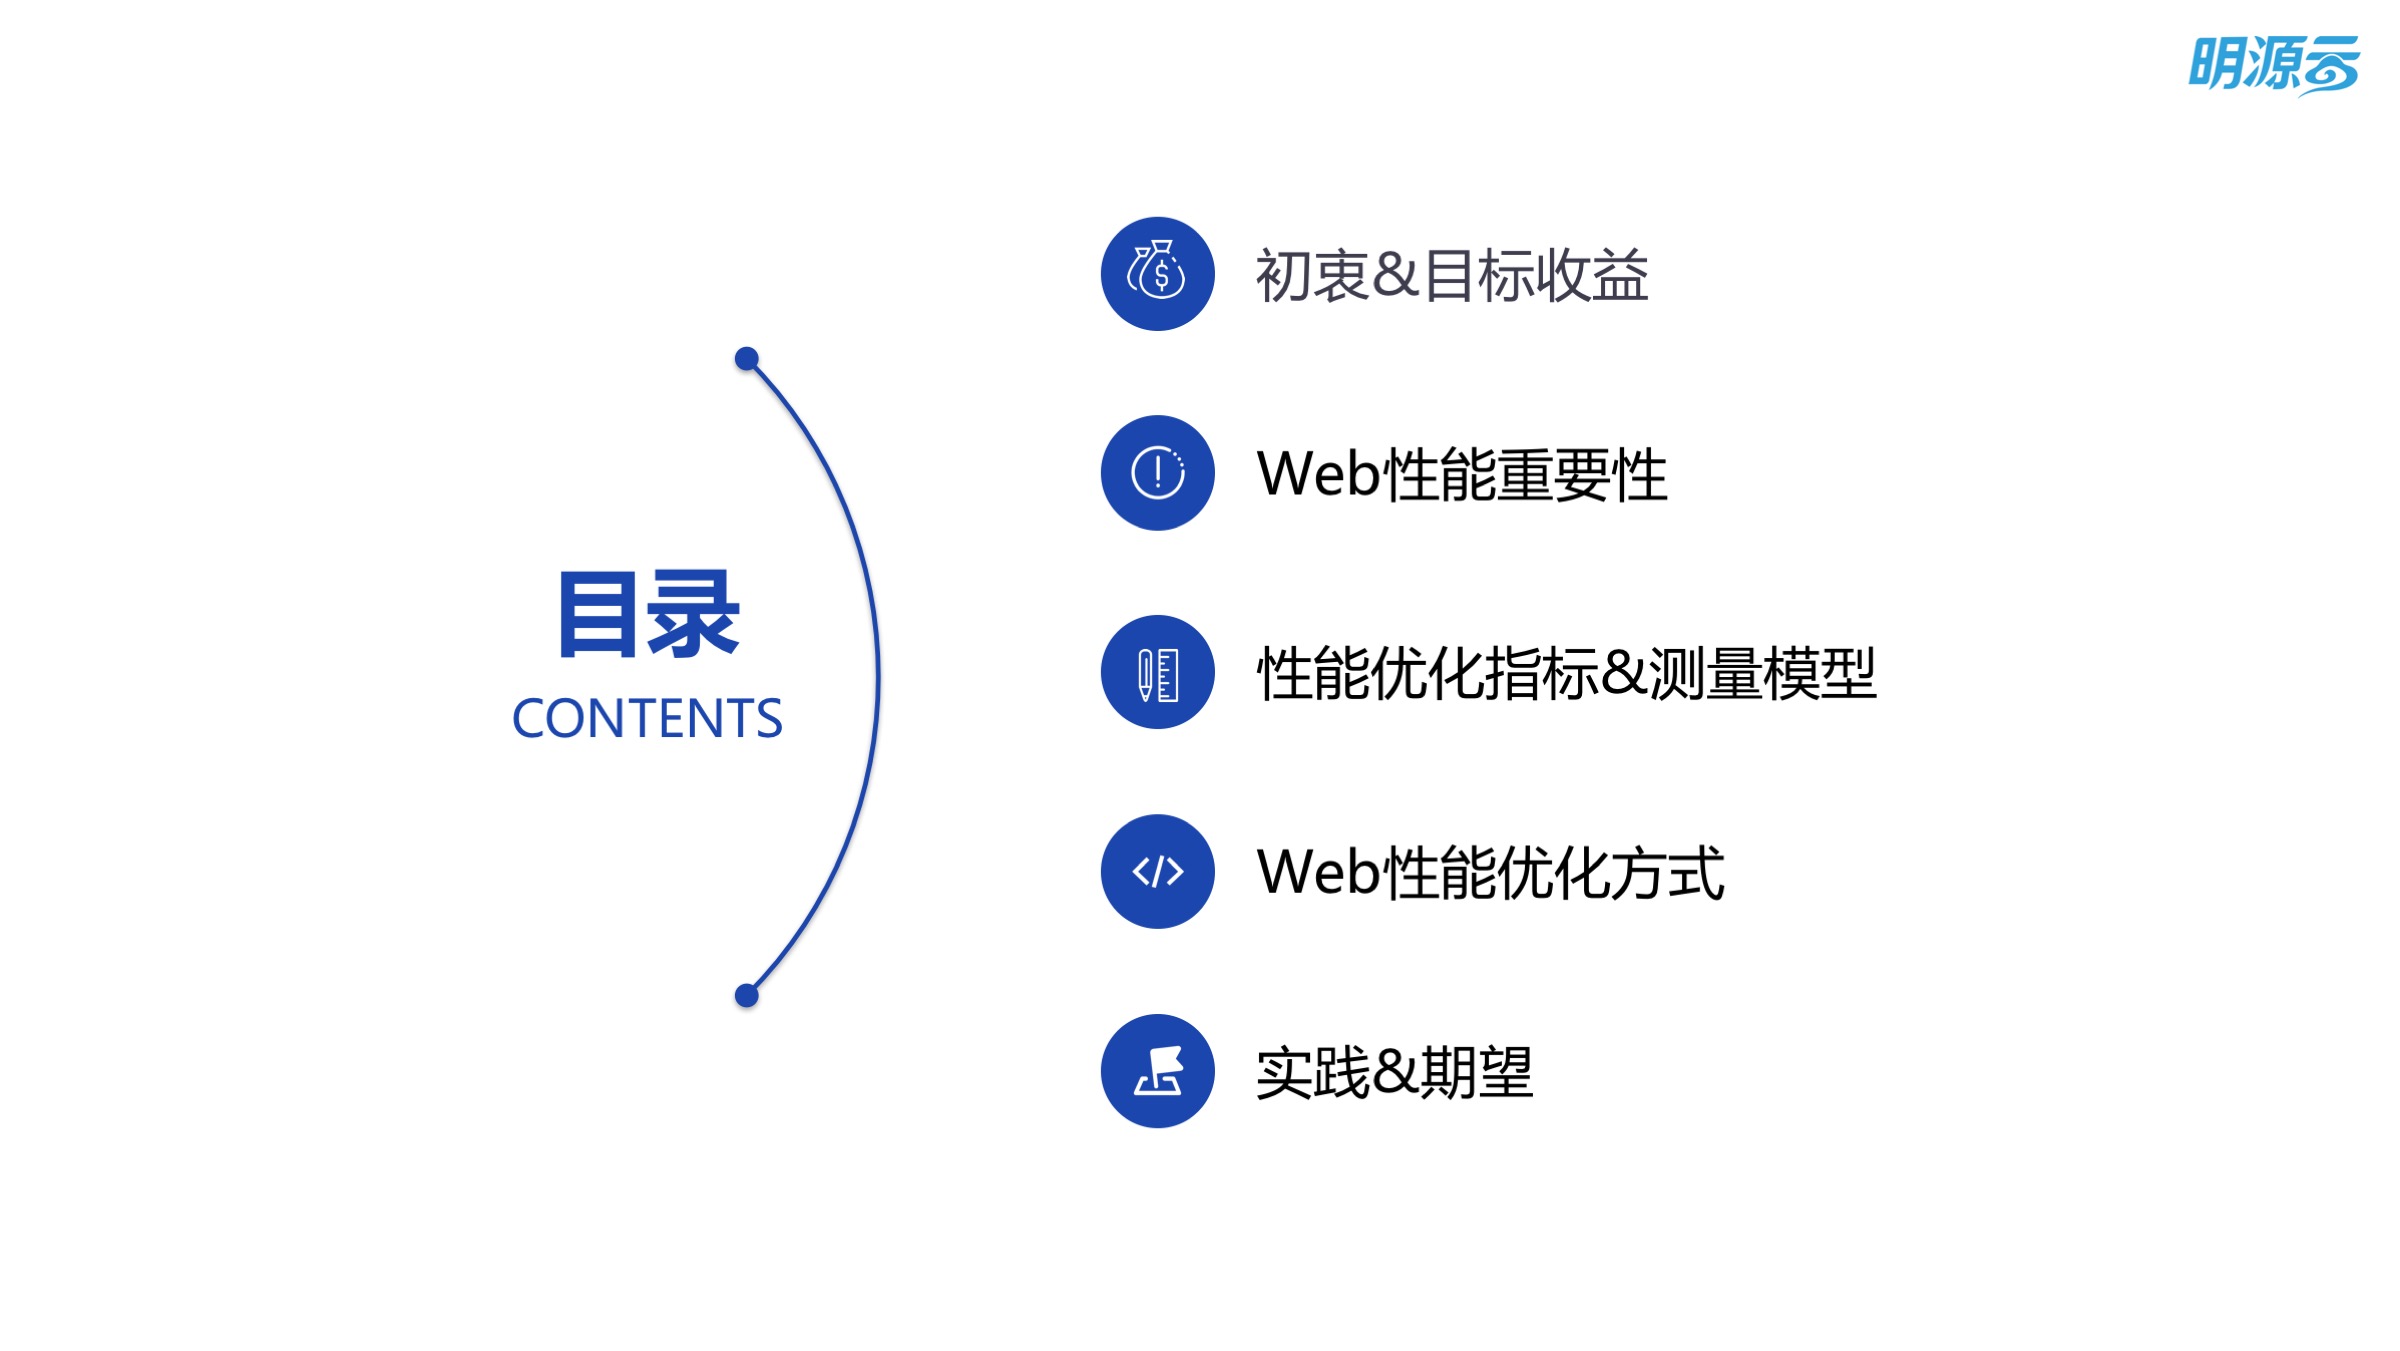 明源云
目录
CONTENTS
初衷&目标收益
Web性能重要性
性能优化指标&测量模型
Web性能优化方式
实践&期望